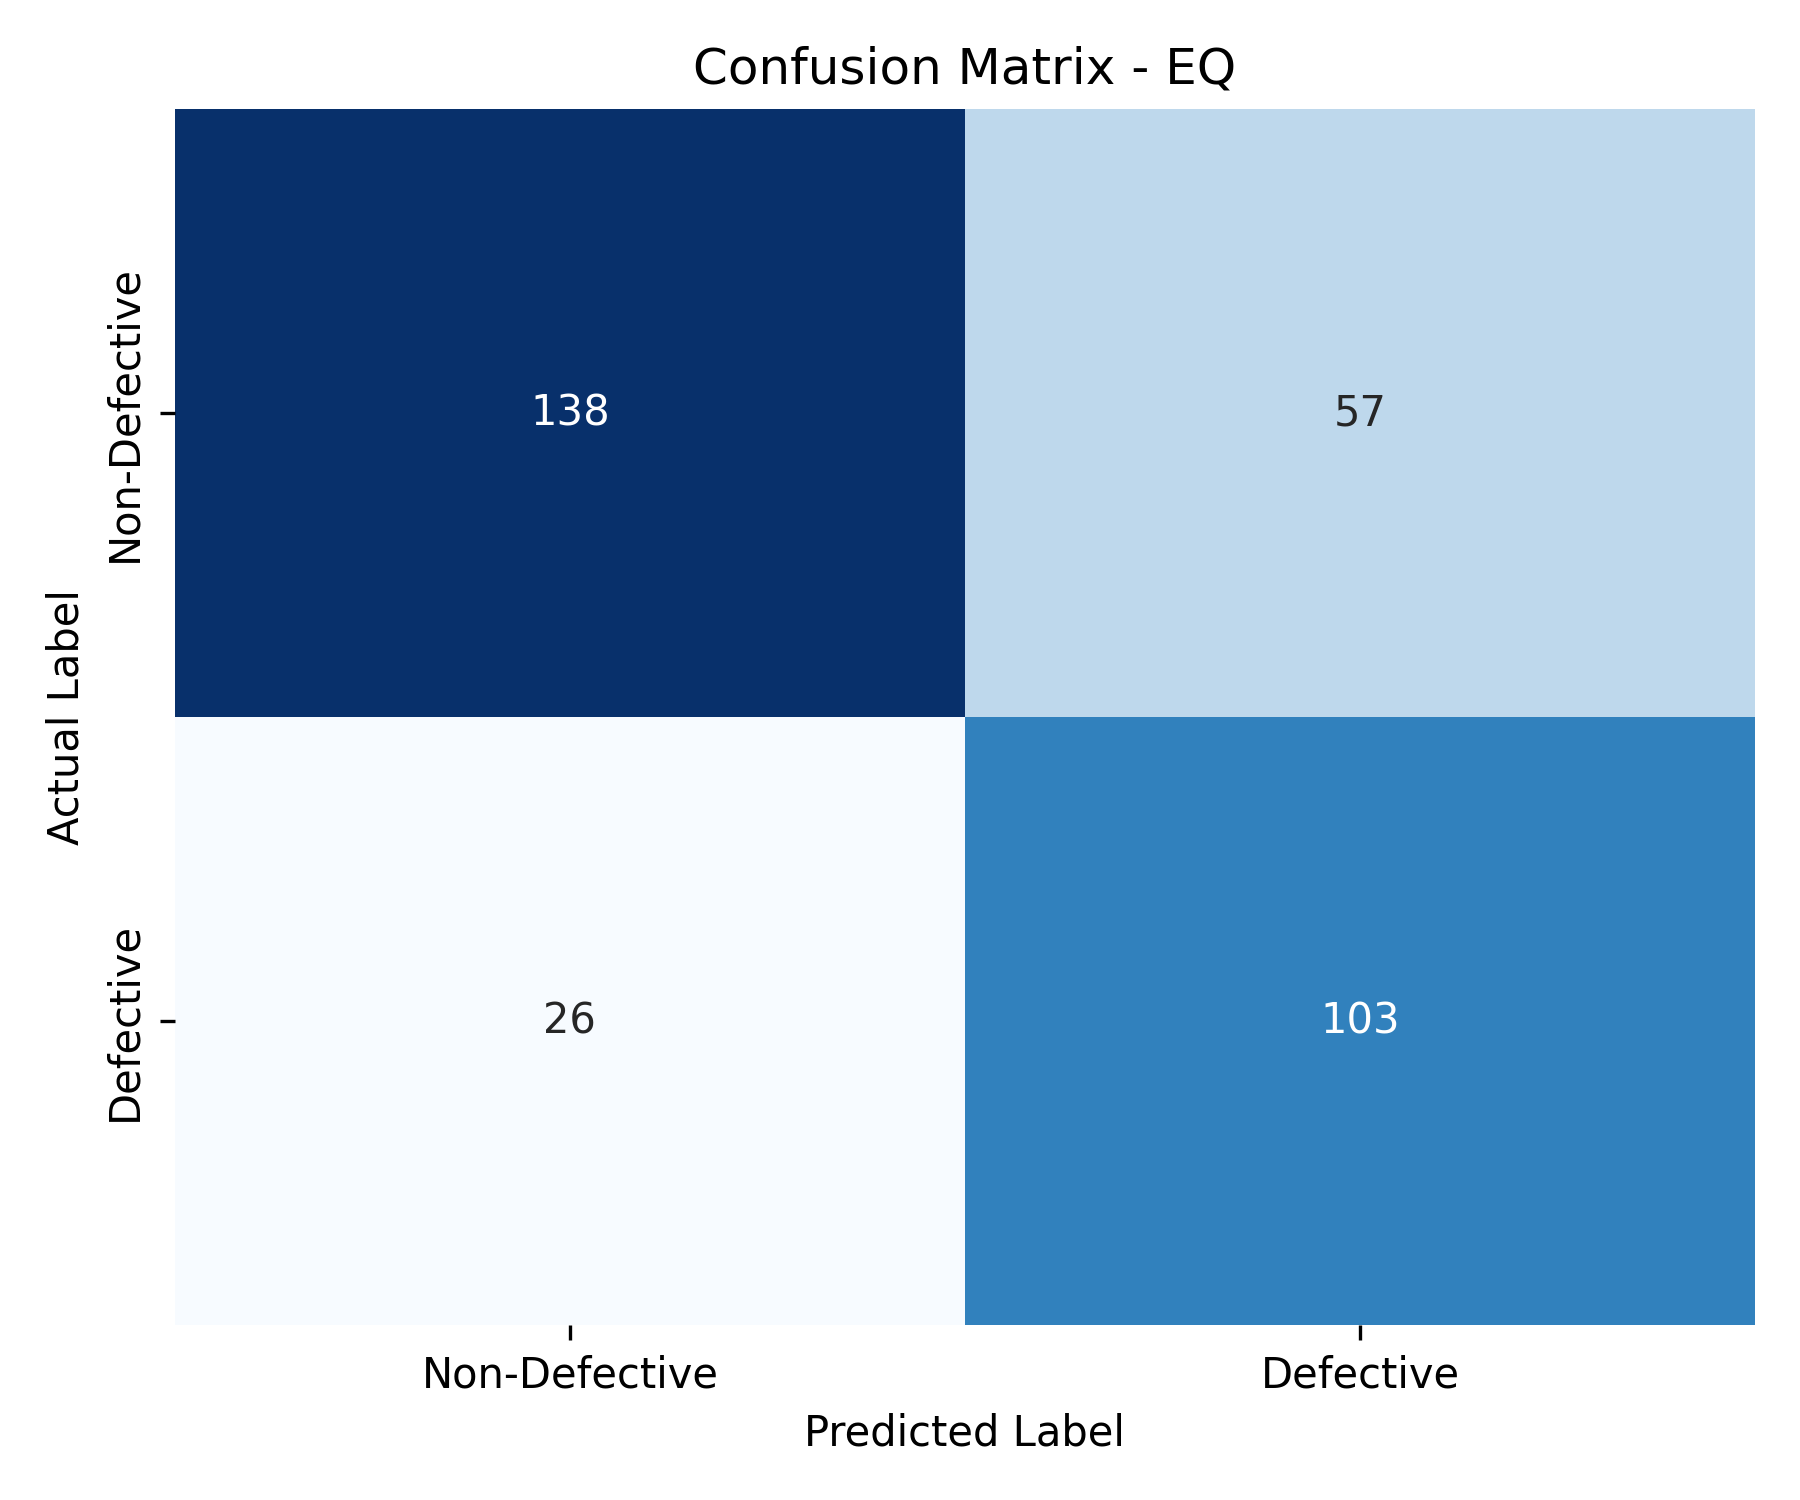 Confusion Matrix - EQ
Actual Label
Non-Defective
138
57
Defective
26
103
Non-Defective
Defective
Predicted Label